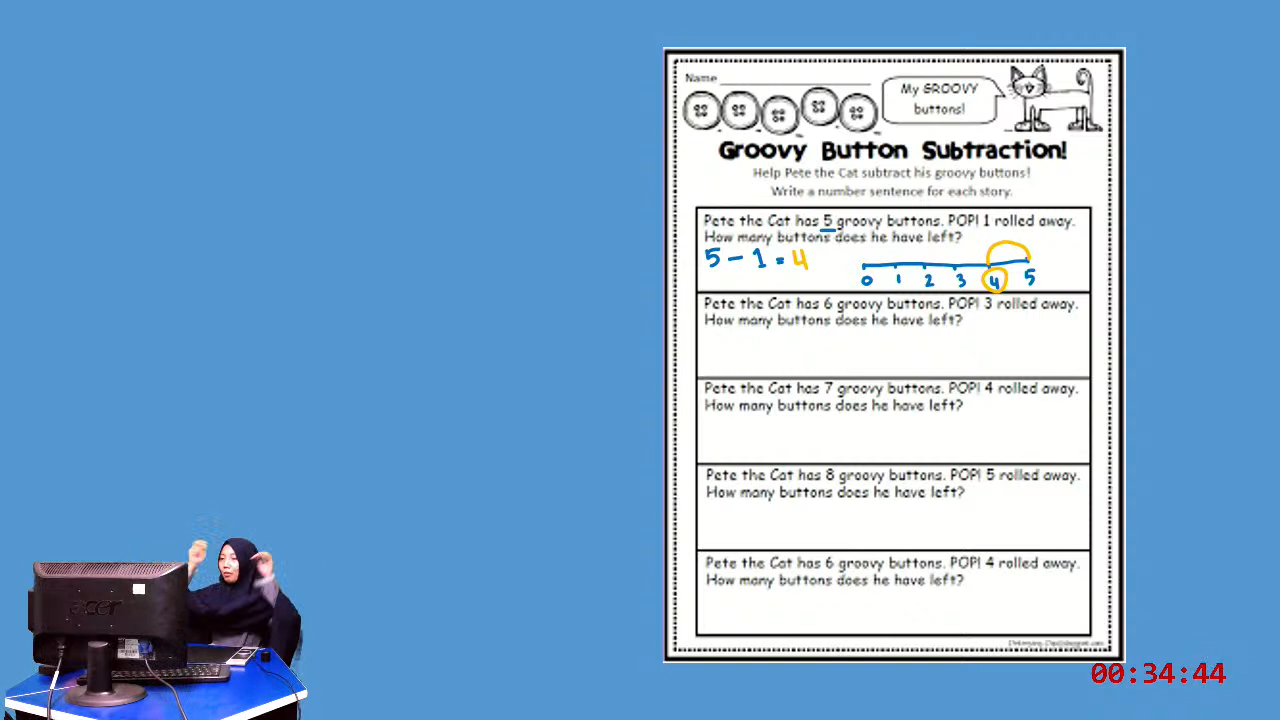 Name
My GROOVY
buttons!
Groovy Button Subtraction!
Help Pete the Cat subtract his groovy buttons!
Write a number sentence for each story.
Pete the Cat has 5 groovy buttons. POP! 1 rolled away.
How many buttons does he have left?
5 - 1 = 4
0 1 2 3 4 5
Pete the Cat has 6 groovy buttons. POP! 3 rolled away.
How many buttons does he have left?
Pete the Cat has 7 groovy buttons. POP! 4 rolled away.
How many buttons does he have left?
Pete the Cat has 8 groovy buttons. POP! 5 rolled away.
How many buttons does he have left?
Pete the Cat has 6 groovy buttons. POP! 4 rolled away.
How many buttons does he have left?
acer
00:34:44